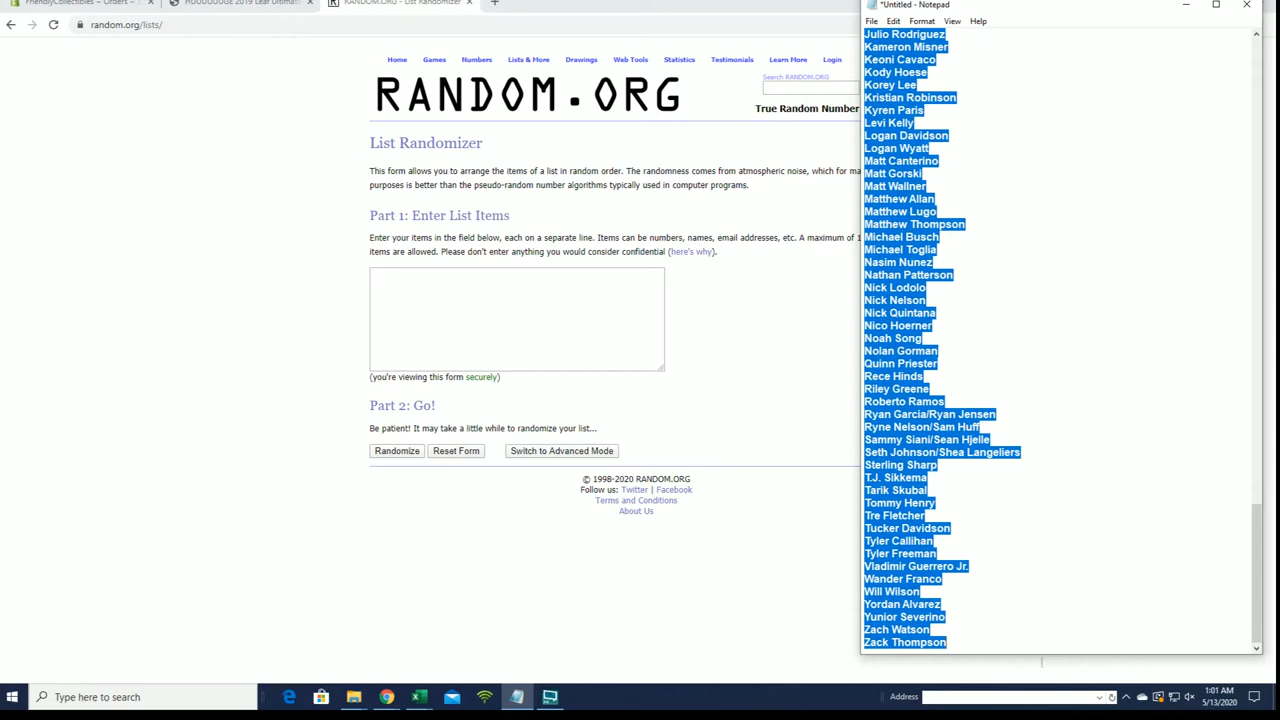 FriendlyCollectibles ~ Orders ~ S
HUUUUUDGE 2019 Leaf Ultimat
RANDOM.ORG - List Randomizer
random.org/lists/
Home Games Numbers Lists & More Drawings Web Tools Statistics Testimonials Learn More Login
RANDOM.ORG
Search RANDOM.ORG
True Random Number
List Randomizer
This form allows you to arrange the items of a list in random order. The randomness comes from atmospheric noise, which for ma
purposes is better than the pseudo-random number algorithms typically used in computer programs.
Part 1: Enter List Items
Enter your items in the field below, each on a separate line. Items can be numbers, names, email addresses, etc. A maximum of 1
items are allowed. Please don't enter anything you would consider confidential (here's why).
(you're viewing this form securely)
Part 2: Go!
Be patient! It may take a little while to randomize your list...
Randomize Reset Form Switch to Advanced Mode
© 1998-2020 RANDOM.ORG
Follow us: Twitter | Facebook
Terms and Conditions
About Us
*Untitled - Notepad
File Edit Format View Help
Julio Rodriguez
Kameron Misner
Keoni Cavaco
Kody Hoese
Korey Lee
Kristian Robinson
Kyren Paris
Levi Kelly
Logan Davidson
Logan Wyatt
Matt Canterino
Matt Gorski
Matt Wallner
Matthew Allan
Matthew Lugo
Matthew Thompson
Michael Busch
Michael Toglia
Nasim Nunez
Nathan Patterson
Nick Lodolo
Nick Nelson
Nick Quintana
Nico Hoerner
Noah Song
Nolan Gorman
Quinn Priester
Rece Hinds
Riley Greene
Roberto Ramos
Ryan Garcia/Ryan Jensen
Ryne Nelson/Sam Huff
Sammy Siani/Sean Hjelle
Seth Johnson/Shea Langeliers
Sterling Sharp
T.J. Sikkema
Tarik Skubal
Tommy Henry
Tre Fletcher
Tucker Davidson
Tyler Callihan
Tyler Freeman
Vladimir Guerrero Jr.
Wander Franco
Will Wilson
Yordan Alvarez
Yunior Severino
Zach Watson
Zack Thompson
Type here to search
Address
1:01 AM
5/13/2020